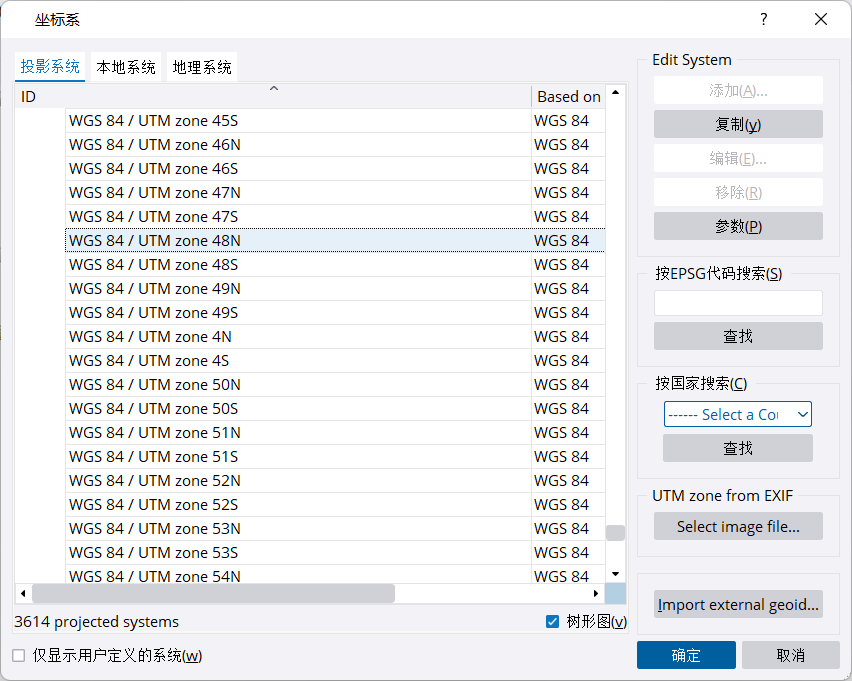 坐标系
?
投影系统 本地系统 地理系统
ID Based on
WGS 84 / UTM zone 45S WGS 84
WGS 84 / UTM zone 46N WGS 84
WGS 84 / UTM zone 46S WGS 84
WGS 84 / UTM zone 47N WGS 84
WGS 84 / UTM zone 47S WGS 84
WGS 84 / UTM zone 48N WGS 84
WGS 84 / UTM zone 48S WGS 84
WGS 84 / UTM zone 49N WGS 84
WGS 84 / UTM zone 49S WGS 84
WGS 84 / UTM zone 4N WGS 84
WGS 84 / UTM zone 4S WGS 84
WGS 84 / UTM zone 50N WGS 84
WGS 84 / UTM zone 50S WGS 84
WGS 84 / UTM zone 51N WGS 84
WGS 84 / UTM zone 51S WGS 84
WGS 84 / UTM zone 52N WGS 84
WGS 84 / UTM zone 52S WGS 84
WGS 84 / UTM zone 53N WGS 84
WGS 84 / UTM zone 53S WGS 84
WGS 84 / UTM zone 54N WGS 84
3614 projected systems
树形图(v)
仅显示用户定义的系统(w)
Edit System
添加(A)...
复制(y)
编辑(E)...
移除(R)
参数(P)
按EPSG代码搜索(S)
查找
按国家搜索(C)
------ Select a Cou
查找
UTM zone from EXIF
Select image file...
Import external geoid...
确定 取消